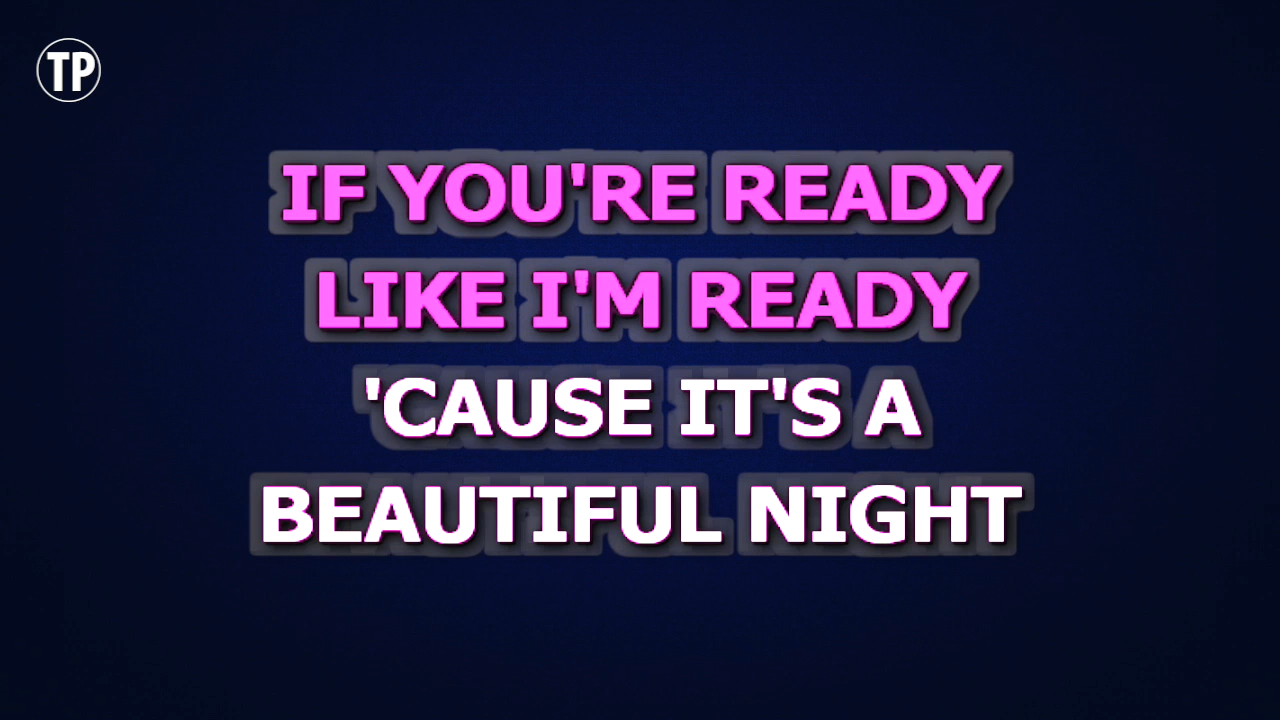 TP
IF YOU'RE READY
LIKE I'M READY
'CAUSE IT'S A
BEAUTIFUL NIGHT